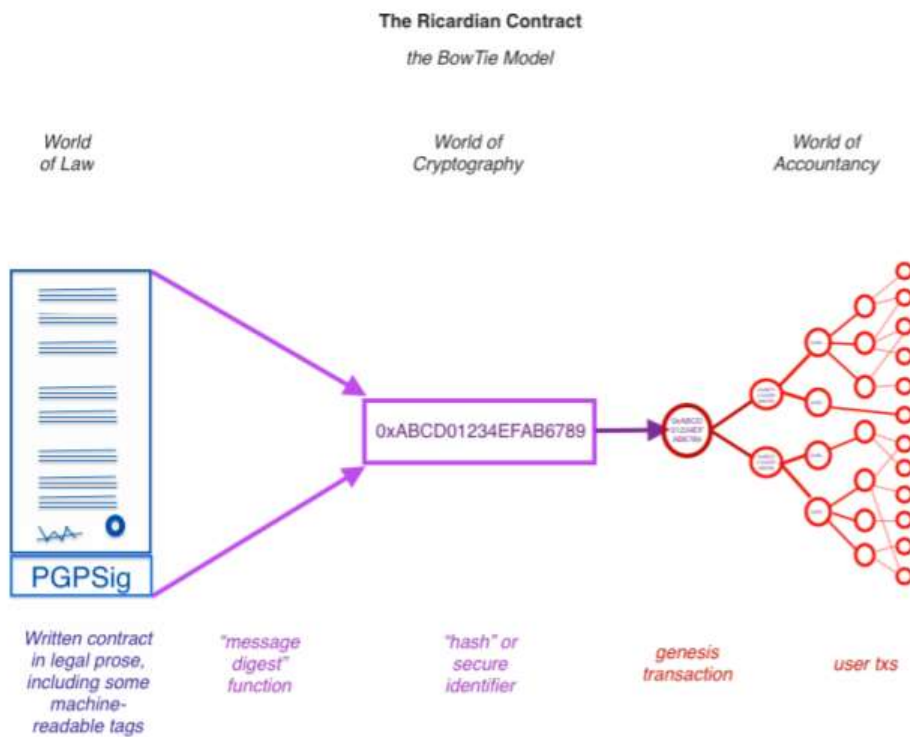 The Ricardian Contract
the BowTie Model
World
of Law
World of
Cryptography
World of
Accountancy
0xABCD01234EFAB6789
0xABCD
01234EF
PGPSig
Written contract
in legal prose,
including some
machine-
readable tags
"message
digest"
function
"hash" or
secure
identifier
genesis
transaction
user txs